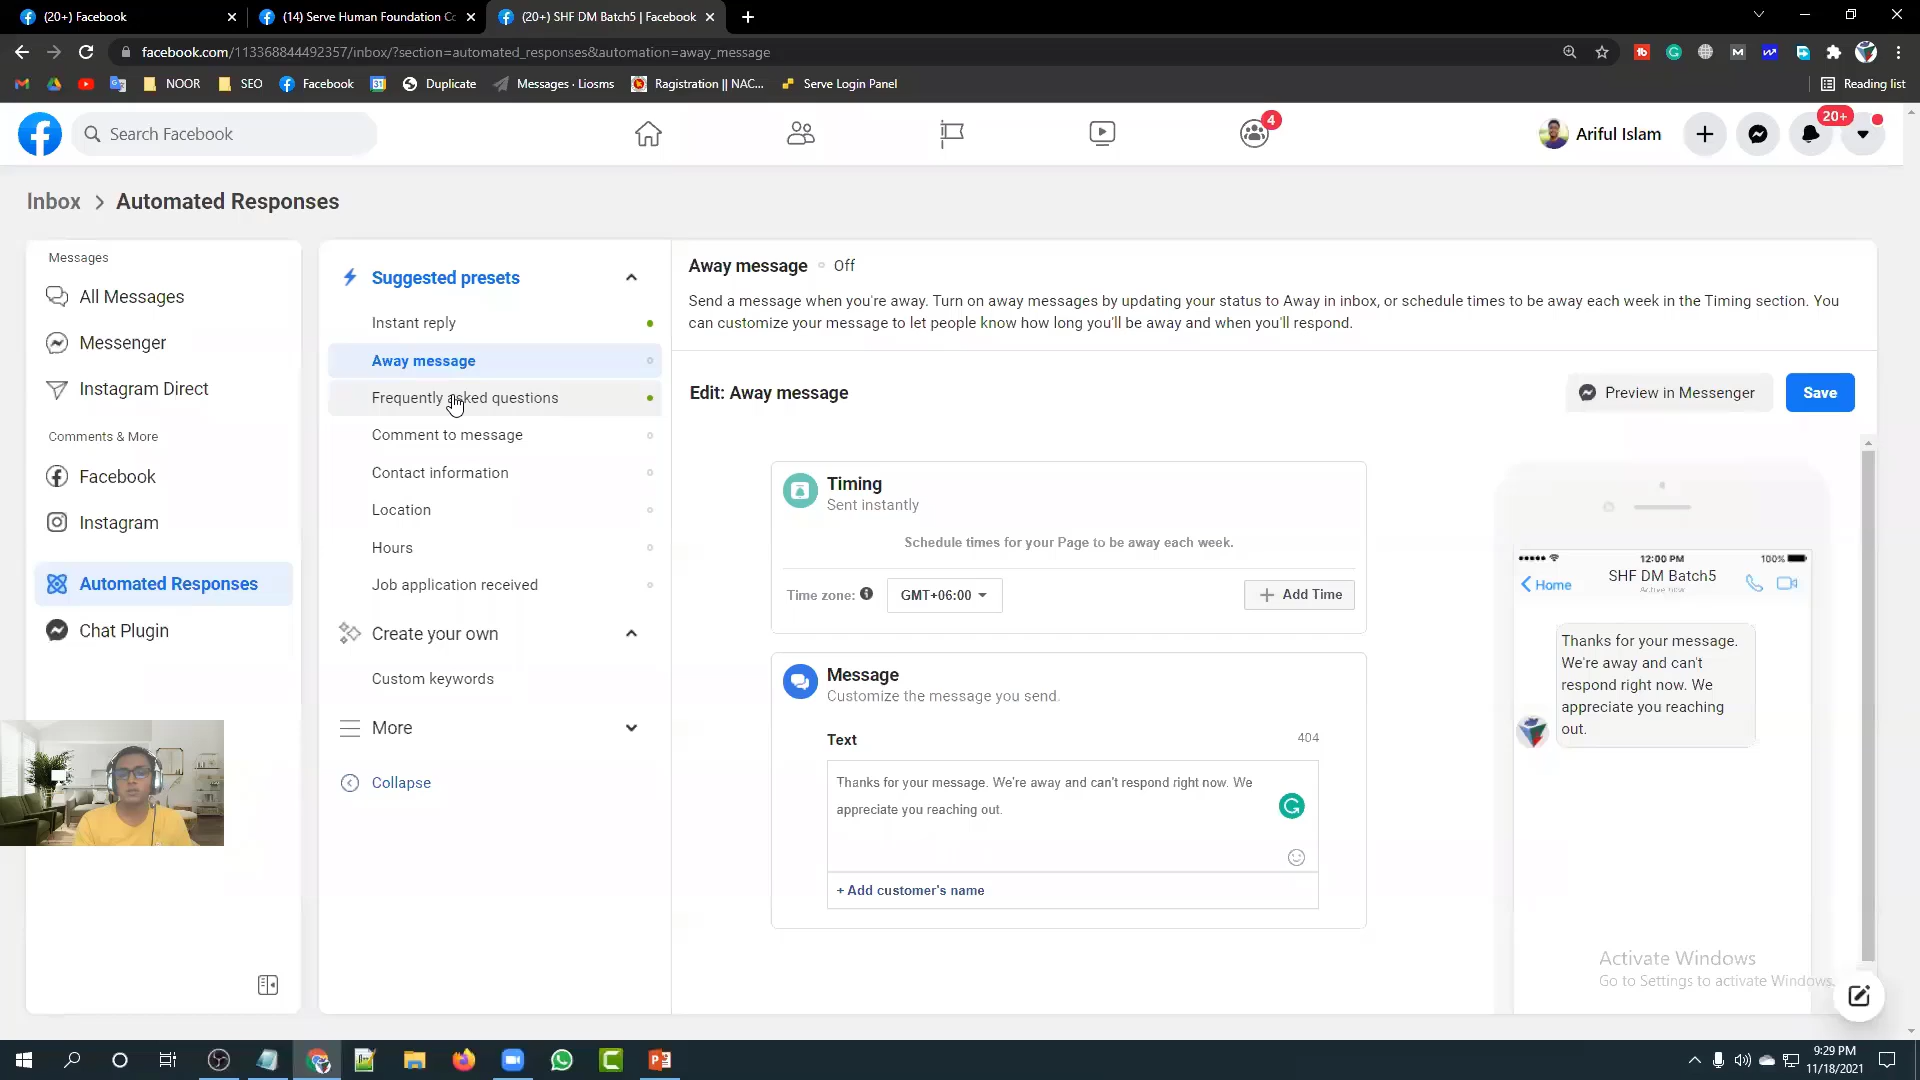 (20+) Facebook
(14) Serve Human Foundation Cc
(20+) SHF DM Batch5 | Facebook
facebook.com/113368844492357/inbox/?section=automated_responses&automation=away_message
NOOR
SEO
Facebook
Duplicate
Messages · Liosms
Ragistration || NAC...
Serve Login Panel
Reading list
Search Facebook
4
Ariful Islam
20+
Inbox > Automated Responses
Messages
All Messages
Messenger
Instagram Direct
Comments & More
Facebook
Instagram
Automated Responses
Chat Plugin
Suggested presets
Instant reply
Away message
Frequently asked questions
Comment to message
Contact information
Location
Hours
Job application received
Create your own
Custom keywords
More
Collapse
Away message Off
Send a message when you're away. Turn on away messages by updating your status to Away in inbox, or schedule times to be away each week in the Timing section. You
can customize your message to let people know how long you'll be away and when you'll respond.
Edit: Away message
Preview in Messenger
Save
Timing
Sent instantly
Schedule times for your Page to be away each week.
Time zone:
GMT+06:00
+ Add Time
Message
Customize the message you send.
Text
404
Thanks for your message. We're away and can't respond right now. We
appreciate you reaching out.
+ Add customer's name
12:00 PM
100%
Home
SHF DM Batch5
Active now
Thanks for your message.
We're away and can't
respond right now. We
appreciate you reaching
out.
Activate Windows
Go to Settings to activate Windows.
9:29 PM
11/18/2021